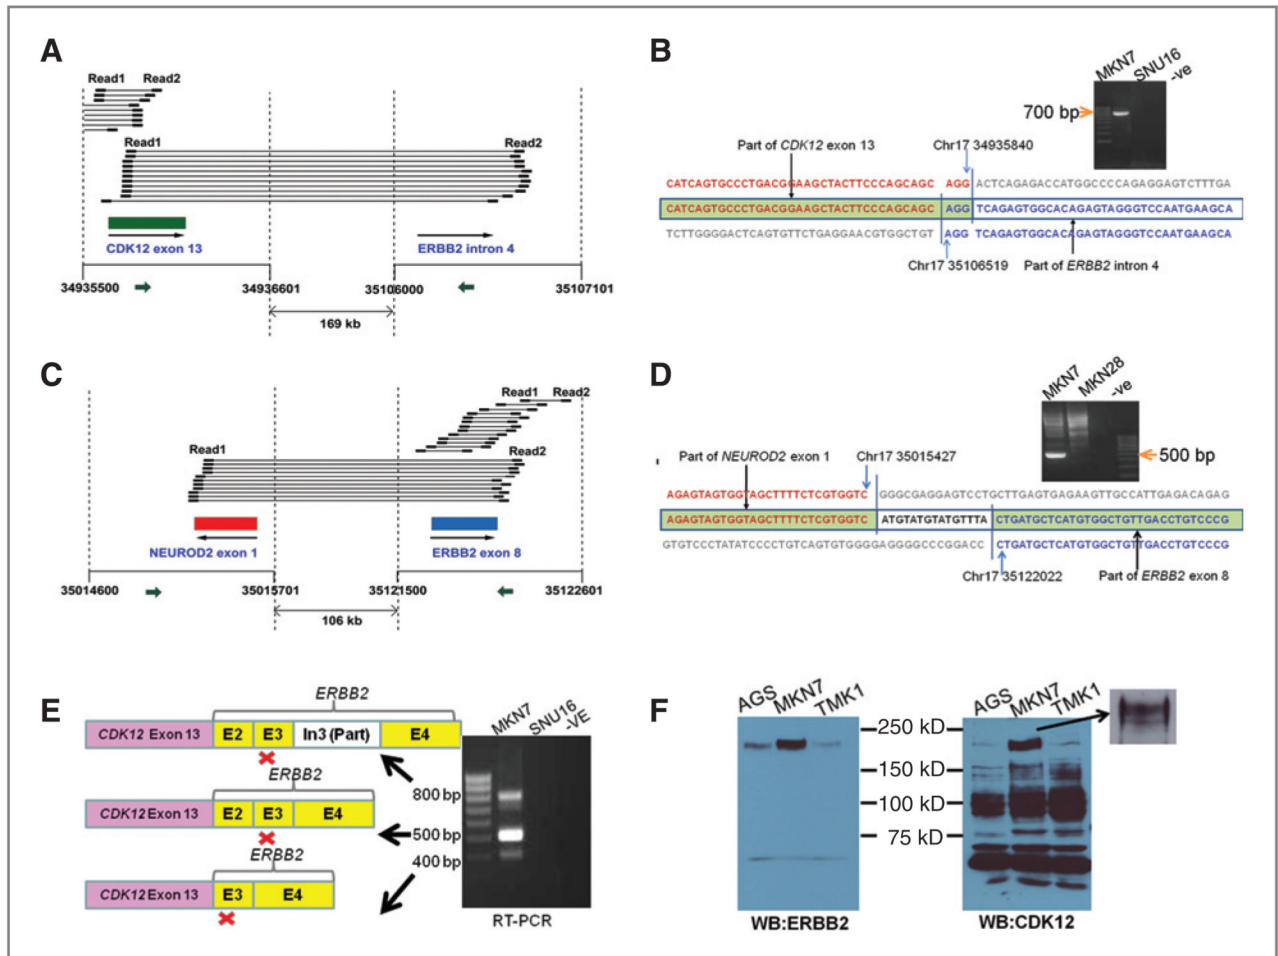 A
Read1 Read2
Read1 Read2
CDK12 exon 13 ERBB2 intron 4
34935500 34936601 35106000 35107101
169 kb
B
MKN7 SNU16 -ve
700 bp
Part of CDK12 exon 13 Chr17 34935840
CATCAGTGCCCTGACGGAAGCTACTTCCCAGCAGC AGG ACTCAGAGACCATGGCCCCAGAGGAGTCTTTGA
CATCAGTGCCCTGACGGAAGCTACTTCCCAGCAGC AGG TCAGAGTGGCACAGAGTAGGGTCCAATGAAGCA
TCTTGGGGACTCAGTGTTCTGAGGAACGTGGCTGT AGG TCAGAGTGGCACAGAGTAGGGTCCAATGAAGCA
Chr17 35106519 Part of ERBB2 intron 4
C
Read1 Read2
Read1 Read2
NEUROD2 exon 1 ERBB2 exon 8
35014600 35015701 35121500 35122601
106 kb
D
MKN7 MKN28 -ve
500 bp
Part of NEUROD2 exon 1 Chr17 35015427
AGAGTAGTGGTAGCTTTTCTCGTGGTC GGGCGAGGAGTCCTGCTTGAGTGAGAAGTTGCCATTGAGACAGAG
AGAGTAGTGGTAGCTTTTCTCGTGGTC ATGTATGTATGTTTA CTGATGCTCATGTGGCTGTTGACCTGTCCCG
GTGTCCCTATATCCCCTGTCAGTGTGGGGAGGGGCCCGGACC CTGATGCTCATGTGGCTGTTGACCTGTCCCG
Chr17 35122022 Part of ERBB2 exon 8
E
ERBB2
CDK12 Exon 13 E2 E3 In3 (Part) E4
ERBB2
CDK12 Exon 13 E2 E3 E4
ERBB2
CDK12 Exon 13 E3 E4
MKN7 SNU16 -VE
800 bp
500 bp
400 bp
RT-PCR
F
AGS MKN7 TMK1
250 kD
150 kD
100 kD
75 kD
AGS MKN7 TMK1
WB:ERBB2 WB:CDK12